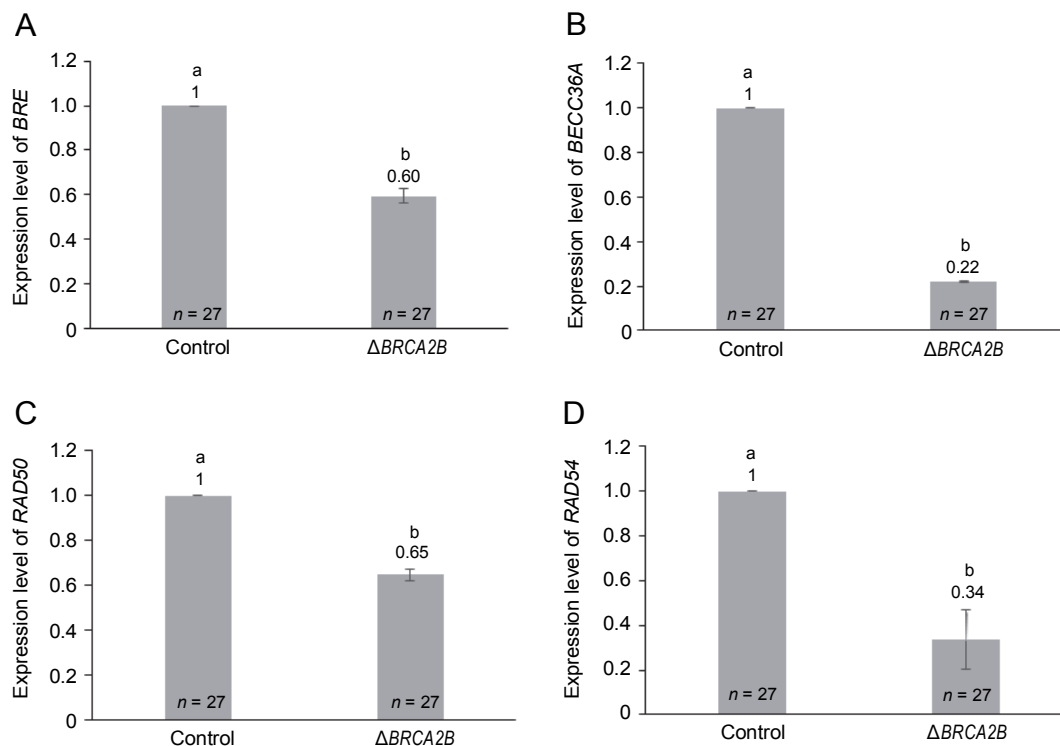 A
Expression level of BRE
1.2
1.0
0.8
0.6
0.4
0.2
0
a
1
n = 27
Control
b
0.60
n = 27
ΔBRCA2B
B
Expression level of BECC36A
1.2
1.0
0.8
0.6
0.4
0.2
0
a
1
n = 27
Control
b
0.22
n = 27
ΔBRCA2B
C
Expression level of RAD50
1.2
1.0
0.8
0.6
0.4
0.2
0
a
1
n = 27
Control
b
0.65
n = 27
ΔBRCA2B
D
Expression level of RAD54
1.2
1.0
0.8
0.6
0.4
0.2
0
a
1
n = 27
Control
b
0.34
n = 27
ΔBRCA2B